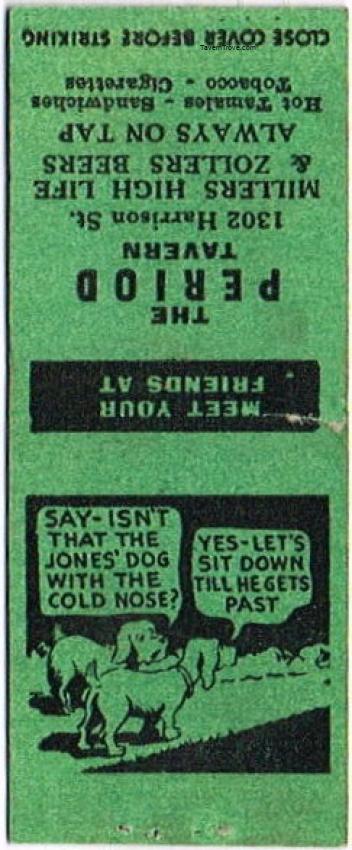 MEET YOUR
FRIENDS AT
THE
PERIOD
TAVERN
1302 Harrison St.
MILLERS HIGH LIFE
& ZOLLERS BEERS
ALWAYS ON TAP
Hot Tamales - Sandwiches
Tobacco - Cigarettes
CLOSE COVER BEFORE STRIKING
TavernTrove.com
SAY-ISN'T
THAT THE
JONES' DOG
WITH THE
COLD NOSE?
YES-LET'S
SIT DOWN
TILL HE GETS
PAST